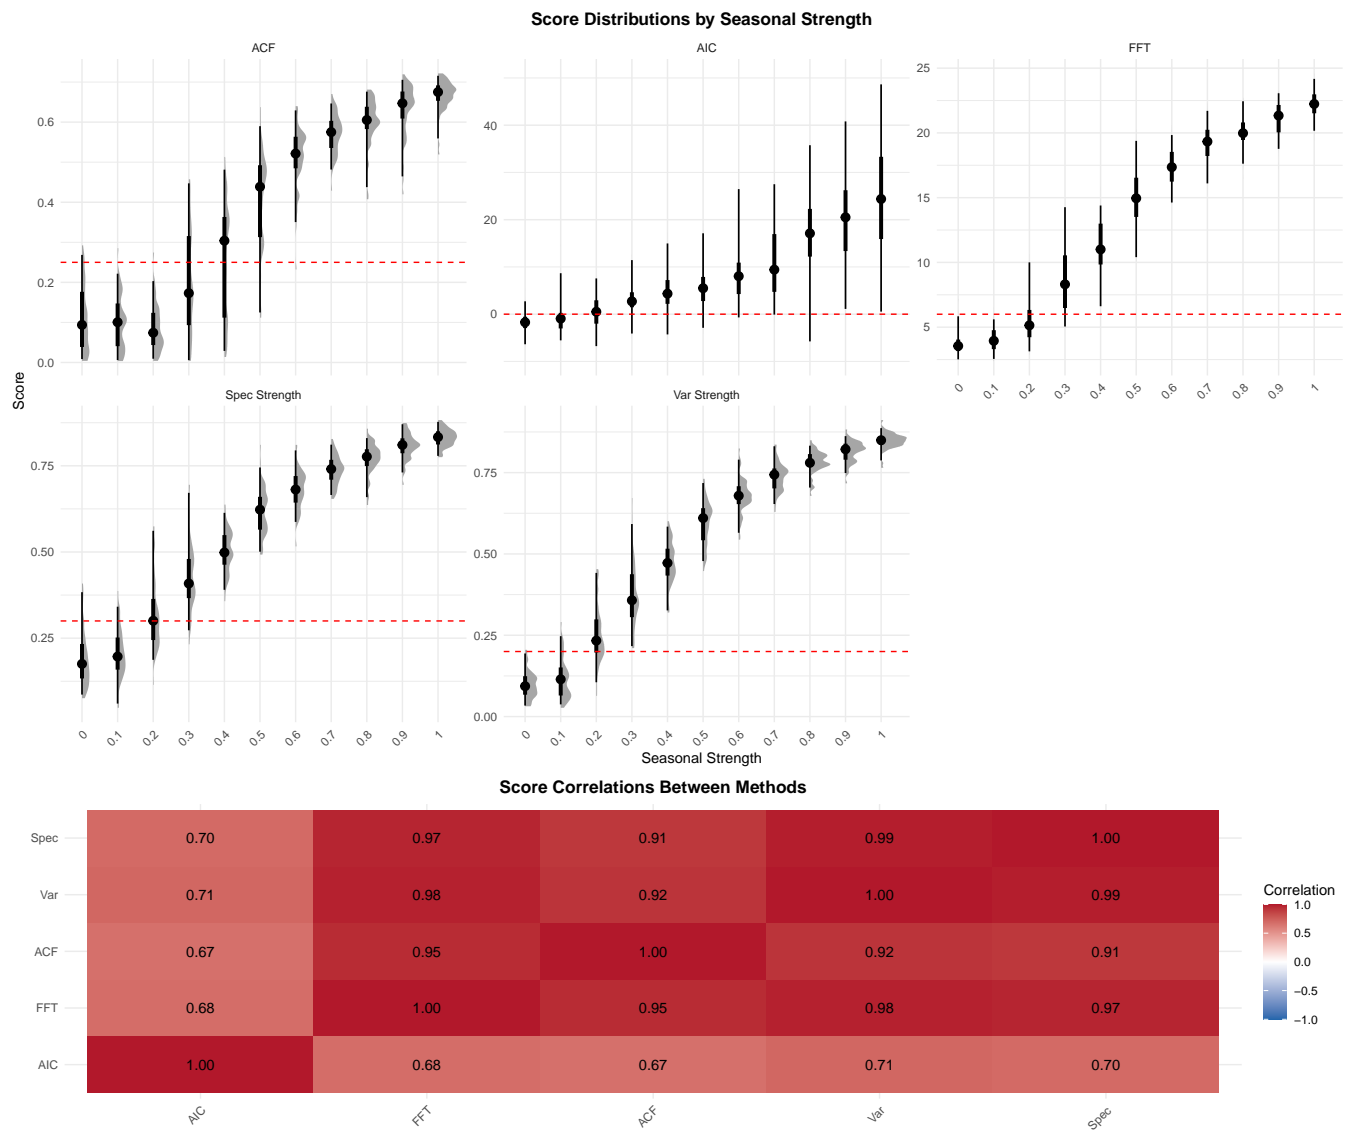 Score Distributions by Seasonal Strength
ACF
AIC
FFT
0.6
0.4
0.2
0.0
40
20
0
25
20
15
10
5
0 0.1 0.2 0.3 0.4 0.5 0.6 0.7 0.8 0.9 1
Score
Spec Strength
Var Strength
0.75
0.50
0.25
0.75
0.50
0.25
0.00
0 0.1 0.2 0.3 0.4 0.5 0.6 0.7 0.8 0.9 1
0 0.1 0.2 0.3 0.4 0.5 0.6 0.7 0.8 0.9 1
Seasonal Strength
Score Correlations Between Methods
Spec 0.70 0.97 0.91 0.99 1.00
Var 0.71 0.98 0.92 1.00 0.99
ACF 0.67 0.95 1.00 0.92 0.91
FFT 0.68 1.00 0.95 0.98 0.97
AIC 1.00 0.68 0.67 0.71 0.70
AIC FFT ACF Var Spec
Correlation
1.0
0.5
0.0
−0.5
−1.0